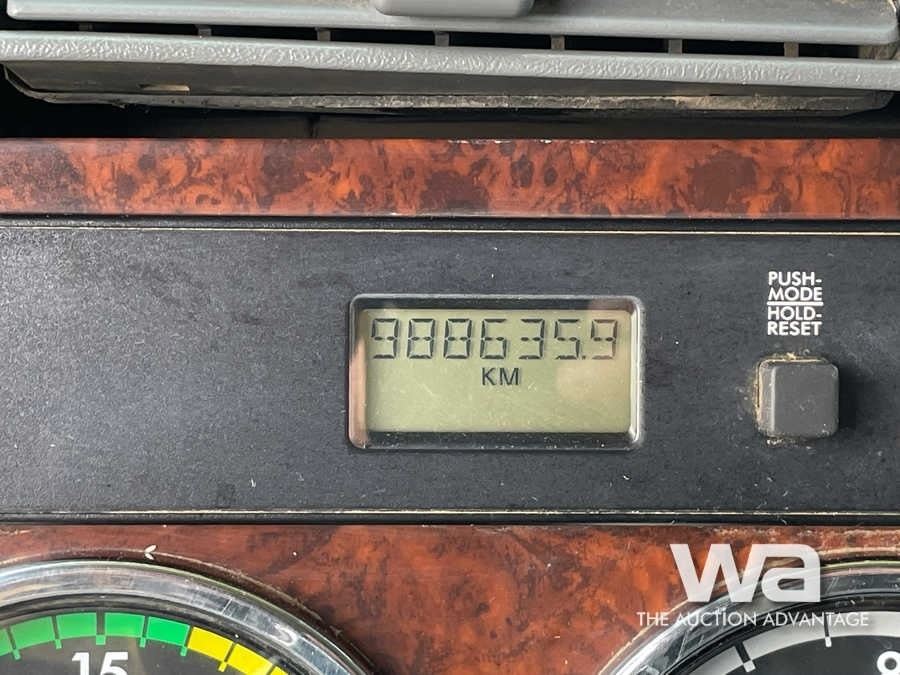 PUSH-
MODE
HOLD-
RESET
988635.9
KM
wa
THE AUCTION ADVANTAGE
15